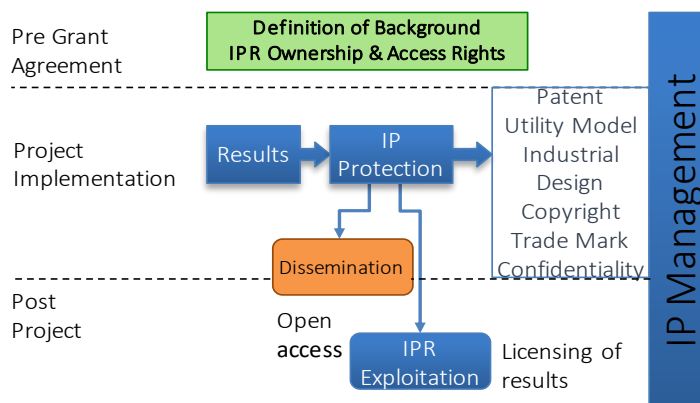 Pre Grant
Agreement
Definition of Background
IPR Ownership & Access Rights
Project
Implementation
Results
IP
Protection
Patent
Utility Model
Industrial
Design
Copyright
Trade Mark
Confidentiality
Dissemination
Post
Project
Open
access
IPR
Exploitation
Licensing of
results
IP Management